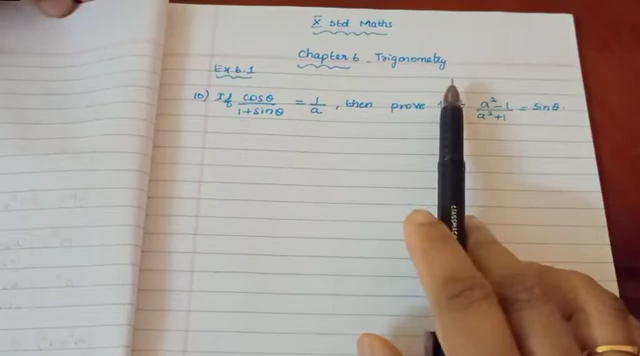 X Std Maths
Chapter 6 - Trigonometry
Ex 6.1
10) If cosθ/1+sinθ = 1/a, then prove a²-1/a²+1 = sinθ.
CLASSMATE